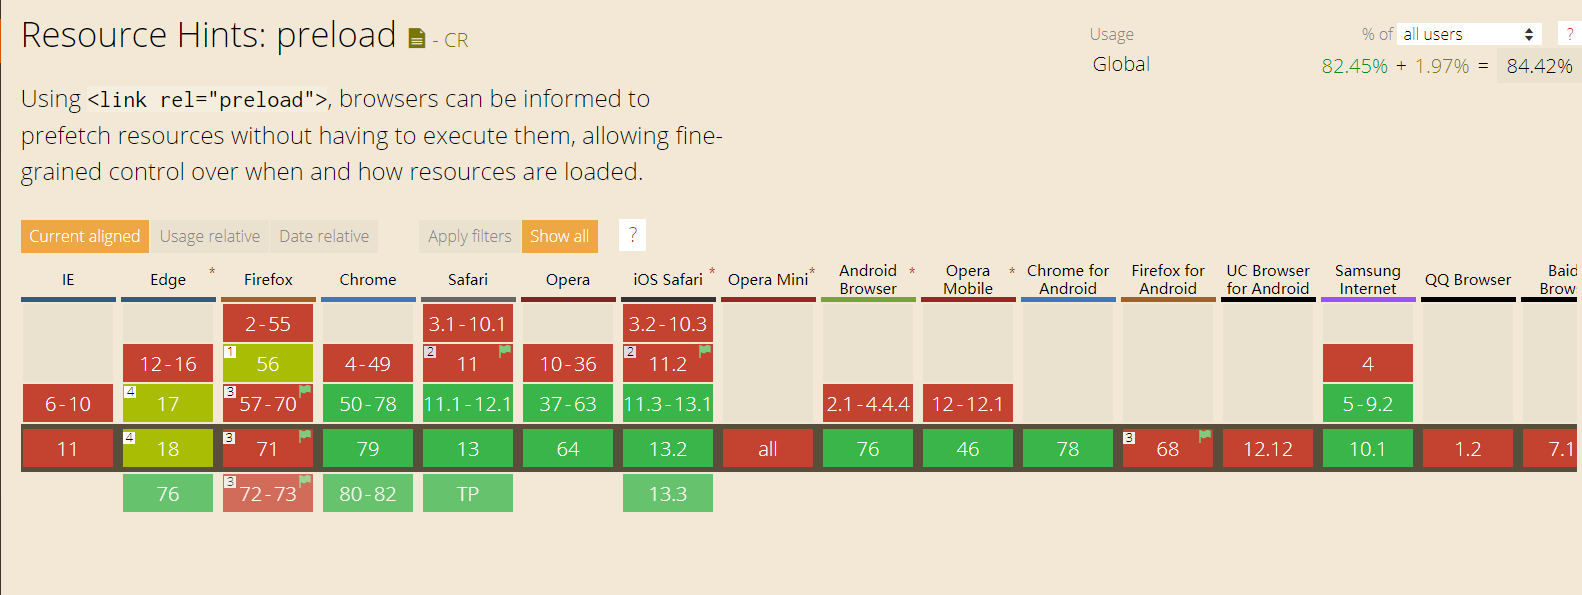 Resource Hints: preload - CR
Usage % of all users ?
Global 82.45% + 1.97% = 84.42%
Using <link rel="preload">, browsers can be informed to
prefetch resources without having to execute them, allowing fine-
grained control over when and how resources are loaded.
Current aligned Usage relative Date relative Apply filters Show all ?
IE Edge * Firefox Chrome Safari Opera iOS Safari * Opera Mini * Android Browser * Opera Mobile * Chrome for Android Firefox for Android UC Browser for Android Samsung Internet QQ Browser Baid Brow
2-55 3.1-10.1 3.2-10.3
12-16 1 56 4-49 2 11 10-36 2 11.2 4
6-10 4 17 3 57-70 50-78 11.1-12.1 37-63 11.3-13.1 2.1-4.4.4 12-12.1 5-9.2
11 4 18 3 71 79 13 64 13.2 all 76 46 78 3 68 12.12 10.1 1.2 7.1
76 3 72-73 80-82 TP 13.3